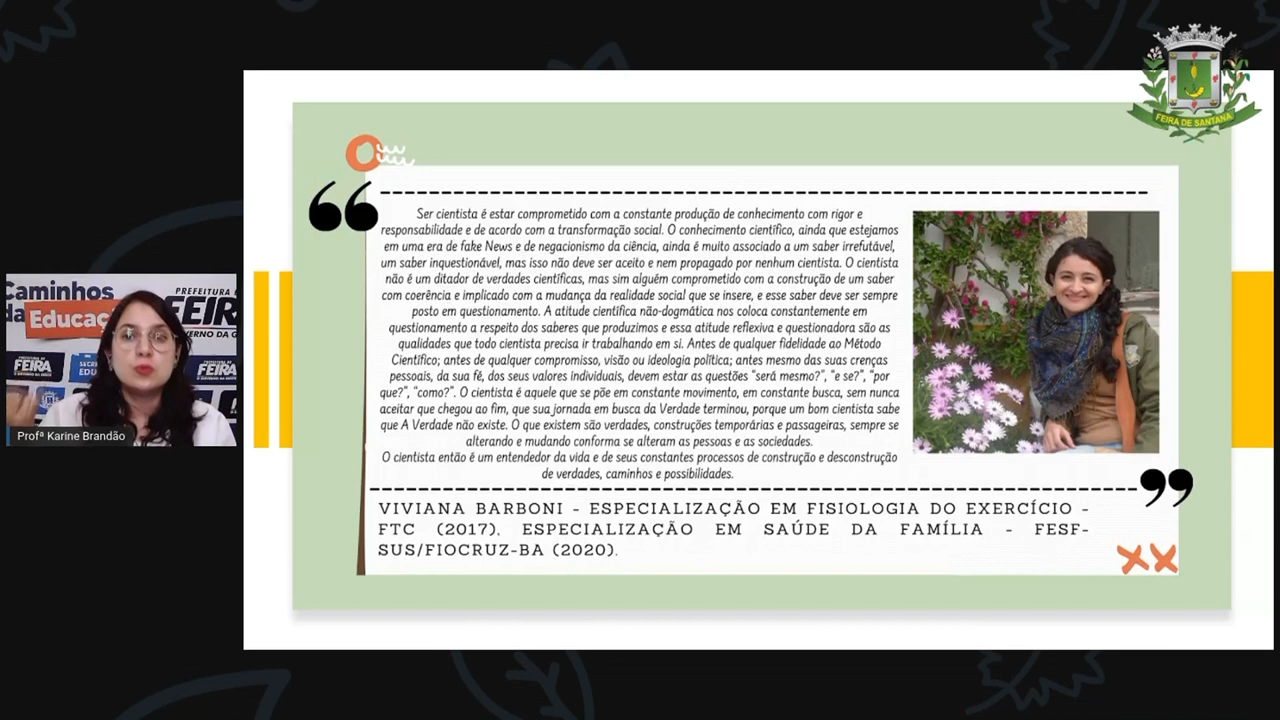 FEIRA DE SANTANA
Ser cientista é estar comprometido com a constante produção de conhecimento com rigor e
responsabilidade e de acordo com a transformação social. O conhecimento científico, ainda que estejamos
em uma era de fake News e de negacionismo da ciência, ainda é muito associado a um saber irrefutável,
um saber inquestionável, mas isso não deve ser aceito e nem propagado por nenhum cientista. O cientista
não é um ditador de verdades científicas, mas sim alguém comprometido com a construção de um saber
com coerência e implicado com a mudança da realidade social que se insere, e esse saber deve ser sempre
posto em questionamento. A atitude científica não-dogmática nos coloca constantemente em
questionamento a respeito dos saberes que produzimos e essa atitude reflexiva e questionadora são as
qualidades que todo cientista precisa ir trabalhando em si. Antes de qualquer fidelidade ao Método
Científico; antes de qualquer compromisso, visão ou ideologia política; antes mesmo das suas crenças
pessoais, da sua fé, dos seus valores individuais, devem estar as questões “será mesmo?”, “e se?”, “por
que?”, “como?”. O cientista é aquele que se põe em constante movimento, em constante busca, sem nunca
aceitar que chegou ao fim, que sua jornada em busca da Verdade terminou, porque um bom cientista sabe
que A Verdade não existe. O que existem são verdades, construções temporárias e passageiras, sempre se
alterando e mudando conforme se alteram as pessoas e as sociedades.
O cientista então é um entendedor da vida e de seus constantes processos de construção e desconstrução
de verdades, caminhos e possibilidades.
VIVIANA BARBONI - ESPECIALIZAÇÃO EM FISIOLOGIA DO EXERCÍCIO -
FTC (2017), ESPECIALIZAÇÃO EM SAÚDE DA FAMÍLIA - FESF-
SUS/FIOCRUZ-BA (2020).
Caminhos
da Educaç
PREFEITURA
FEIR
VERNO DA
FEIRA
FEIRA
Profª Karine Brandão